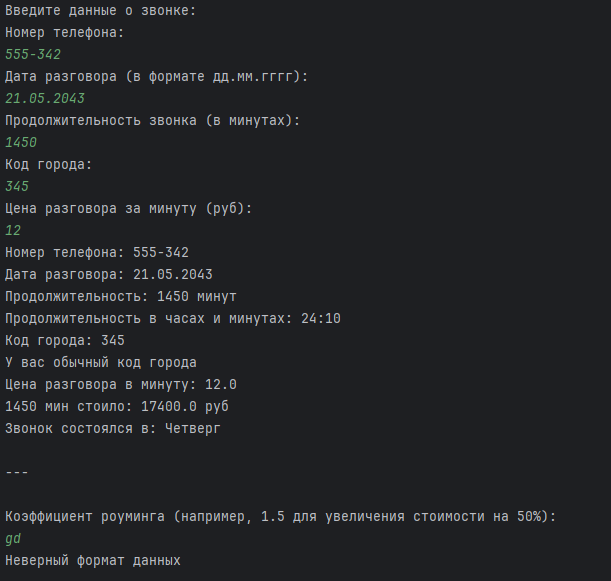 Введите данные о звонке:
Номер телефона:
555-342
Дата разговора (в формате дд.мм.гггг):
21.05.2043
Продолжительность звонка (в минутах):
1450
Код города:
345
Цена разговора за минуту (руб):
12
Номер телефона: 555-342
Дата разговора: 21.05.2043
Продолжительность: 1450 минут
Продолжительность в часах и минутах: 24:10
Код города: 345
У вас обычный код города
Цена разговора в минуту: 12.0
1450 мин стоило: 17400.0 руб
Звонок состоялся в: Четверг
---
Коэффициент роуминга (например, 1.5 для увеличения стоимости на 50%):
gd
Неверный формат данных